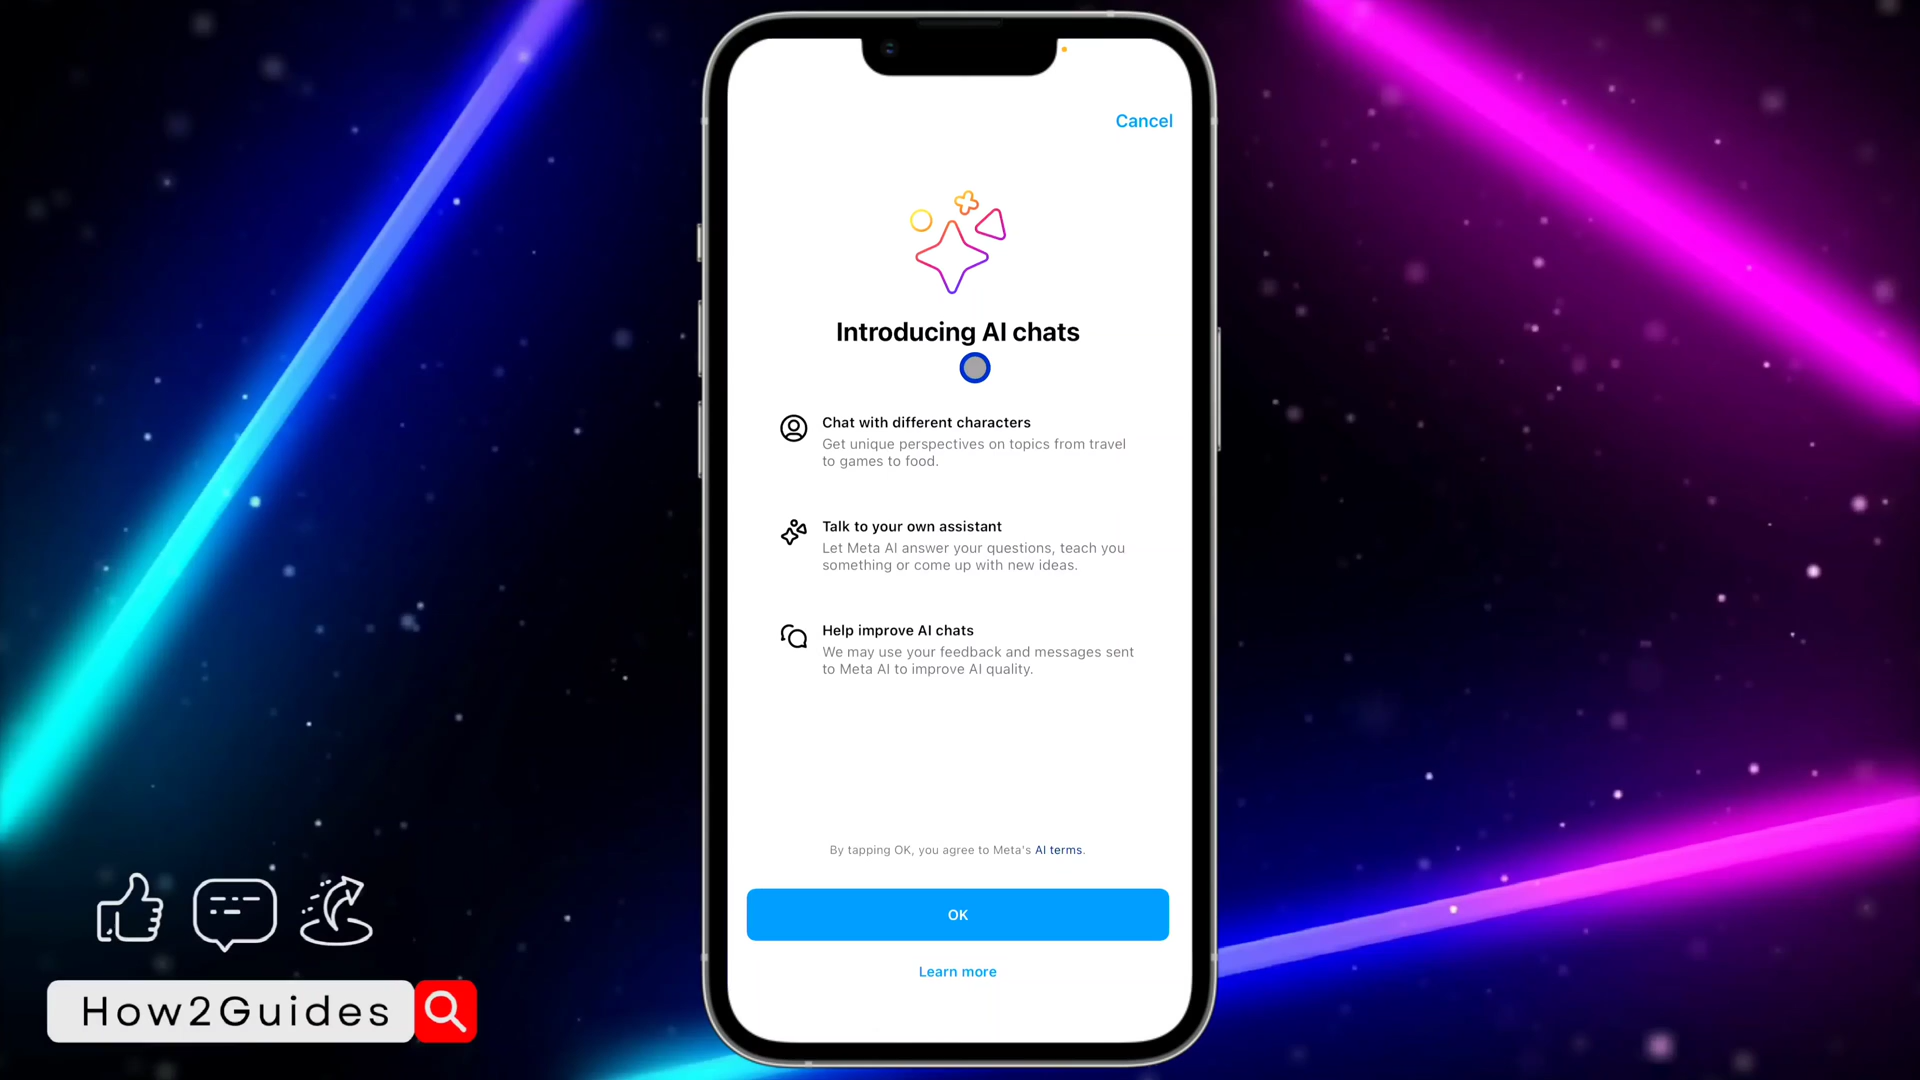 Cancel
Introducing AI chats
Chat with different characters
Get unique perspectives on topics from travel
to games to food.
Talk to your own assistant
Let Meta AI answer your questions, teach you
something or come up with new ideas.
Help improve AI chats
We may use your feedback and messages sent
to Meta AI to improve AI quality.
By tapping OK, you agree to Meta's AI terms.
OK
Learn more
How2Guides